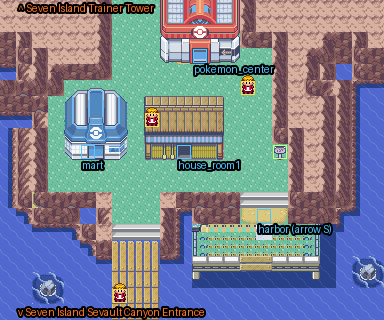 ^ Seven Island Trainer Tower
pokemon_center
mart
house_room1
harbor (arrow S)
v Seven Island Sevault Canyon Entrance